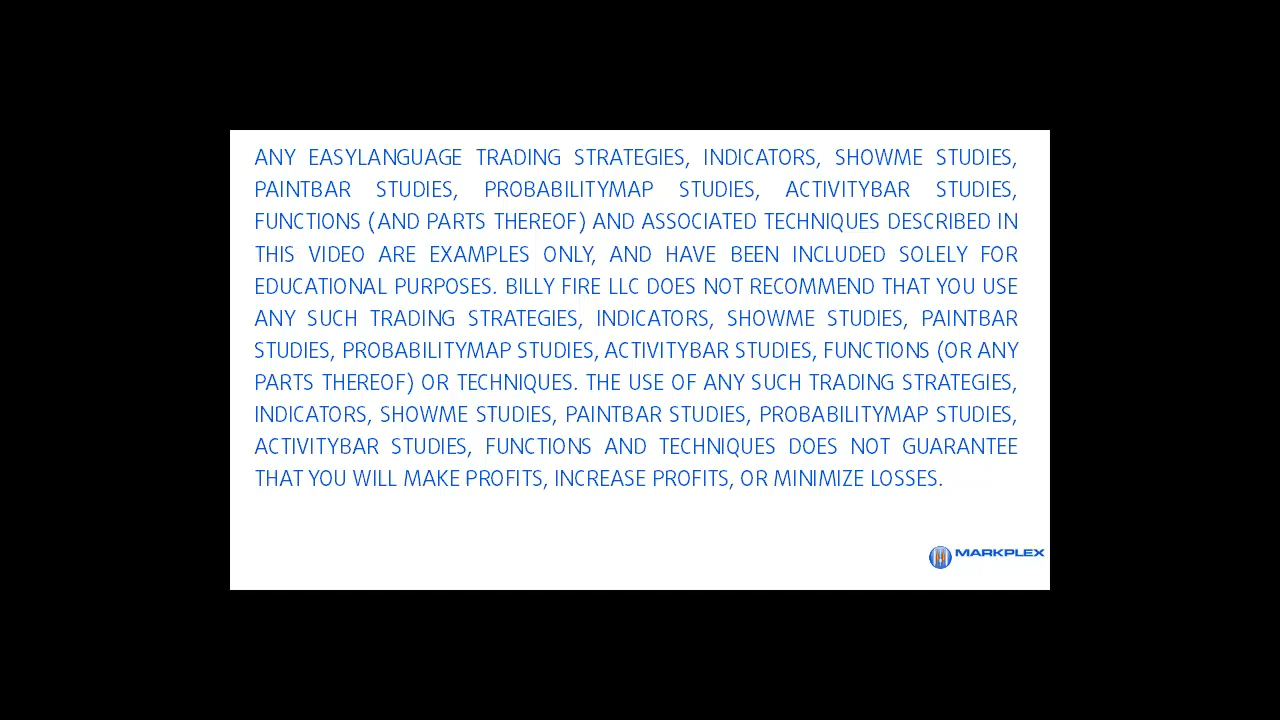 ANY EASYLANGUAGE TRADING STRATEGIES, INDICATORS, SHOWME STUDIES,
PAINTBAR STUDIES, PROBABILITYMAP STUDIES, ACTIVITYBAR STUDIES,
FUNCTIONS (AND PARTS THEREOF) AND ASSOCIATED TECHNIQUES DESCRIBED IN
THIS VIDEO ARE EXAMPLES ONLY, AND HAVE BEEN INCLUDED SOLELY FOR
EDUCATIONAL PURPOSES. BILLY FIRE LLC DOES NOT RECOMMEND THAT YOU USE
ANY SUCH TRADING STRATEGIES, INDICATORS, SHOWME STUDIES, PAINTBAR
STUDIES, PROBABILITYMAP STUDIES, ACTIVITYBAR STUDIES, FUNCTIONS (OR ANY
PARTS THEREOF) OR TECHNIQUES. THE USE OF ANY SUCH TRADING STRATEGIES,
INDICATORS, SHOWME STUDIES, PAINTBAR STUDIES, PROBABILITYMAP STUDIES,
ACTIVITYBAR STUDIES, FUNCTIONS AND TECHNIQUES DOES NOT GUARANTEE
THAT YOU WILL MAKE PROFITS, INCREASE PROFITS, OR MINIMIZE LOSSES.
MARKPLEX